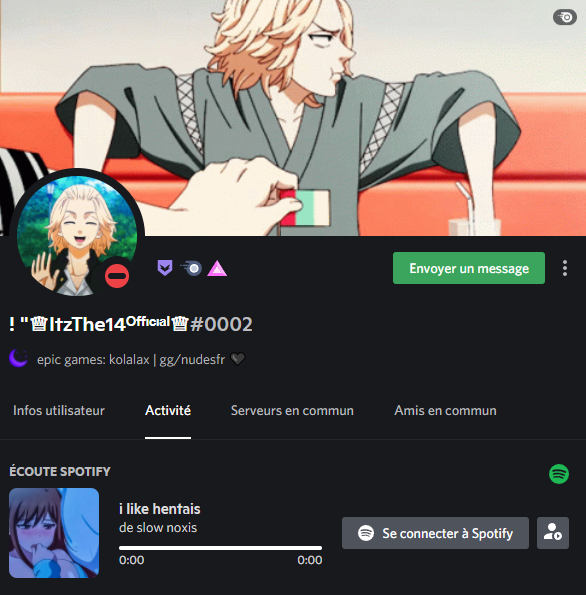 Envoyer un message
! "♕ItzThe14ᴼᶠᶠᶦᶜᶦᵃˡ♕#0002
epic games: kolalax | gg/nudesfr 🖤
Infos utilisateur
Activité
Serveurs en commun
Amis en commun
ÉCOUTE SPOTIFY
i like hentais
de slow noxis
Se connecter à Spotify
0:00
0:00